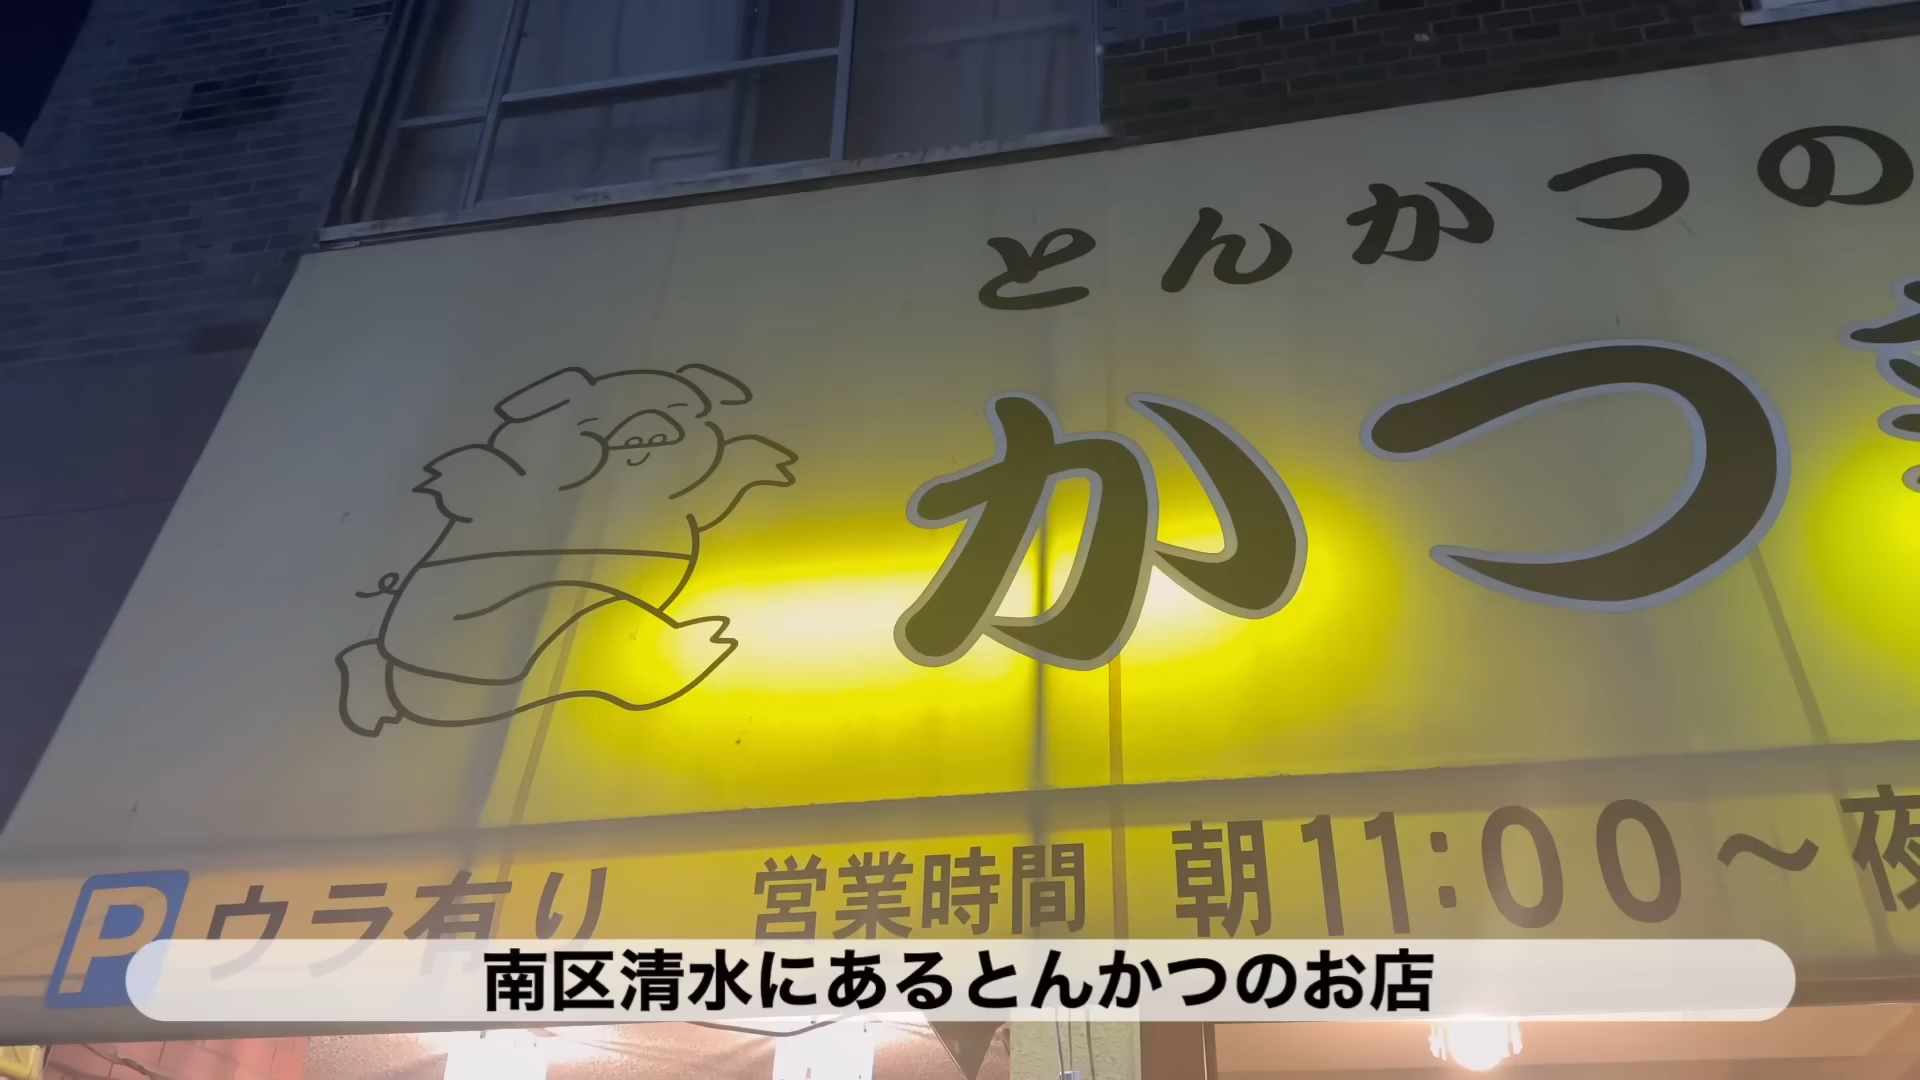 とんかつの
かつ
P ウラ有り 営業時間 朝11:00～夜
南区清水にあるとんかつのお店